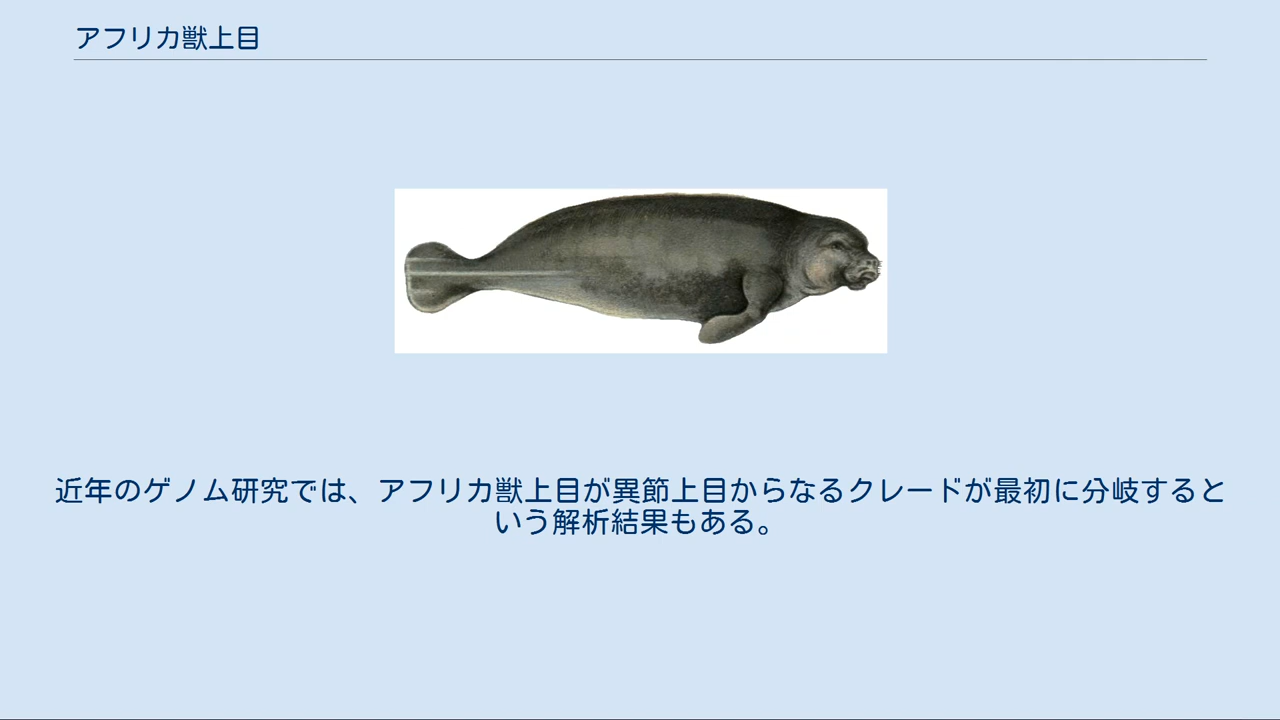 アフリカ獣上目
近年のゲノム研究では、アフリカ獣上目が異節上目からなるクレードが最初に分岐すると
いう解析結果もある。